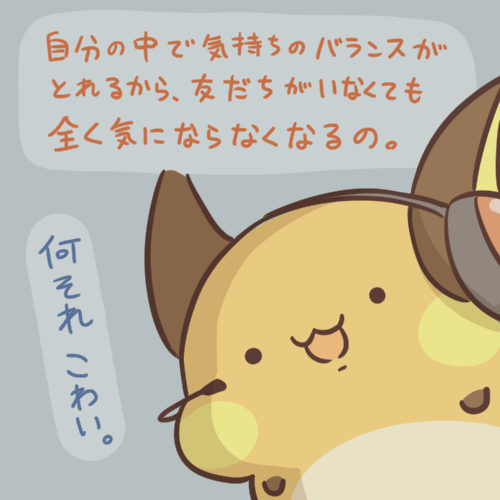 自分の中で気持ちのバランスが
とれるから、友だちがいなくても
全く気にならなくなるの。
何それ こわい。